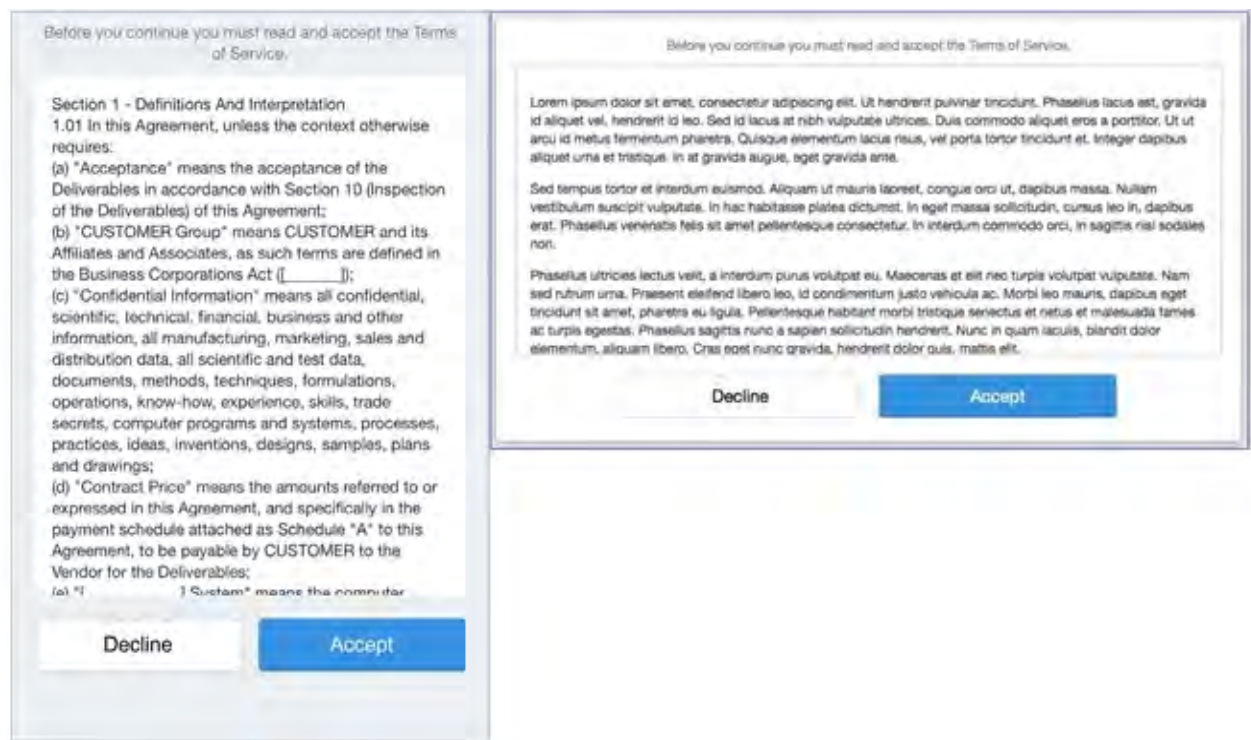 Before you continue you must read and accept the Terms
of Service.
Section 1 - Definitions And Interpretation
1.01 In this Agreement, unless the context otherwise
requires:
(a) "Acceptance" means the acceptance of the
Deliverables in accordance with Section 10 (Inspection
of the Deliverables) of this Agreement;
(b) "CUSTOMER Group" means CUSTOMER and its
Affiliates and Associates, as such terms are defined in
the Business Corporations Act ([______]);
(c) "Confidential Information" means all confidential,
scientific, technical, financial, business and other
information, all manufacturing, marketing, sales and
distribution data, all scientific and test data,
documents, methods, techniques, formulations,
operations, know-how, experience, skills, trade
secrets, computer programs and systems, processes,
practices, ideas, inventions, designs, samples, plans
and drawings;
(d) "Contract Price" means the amounts referred to or
expressed in this Agreement, and specifically in the
payment schedule attached as Schedule "A" to this
Agreement, to be payable by CUSTOMER to the
Vendor for the Deliverables;
(e) "[________] System" means the computer
Decline
Accept
Before you continue you must read and accept the Terms of Service.
Lorem ipsum dolor sit amet, consectetur adipiscing elit. Ut hendrerit pulvinar tincidunt. Phasellus lacus est, gravida
id aliquet vel, hendrerit id leo. Sed id lacus at nibh vulputate ultrices. Duis commodo aliquet eros a porttitor. Ut ut
arcu id metus fermentum pharetra. Quisque elementum lacus risus, vel porta tortor tincidunt et. Integer dapibus
aliquet urna et tristique. In at gravida augue, eget gravida ante.
Sed tempus tortor et interdum euismod. Aliquam ut mauris laoreet, congue orci ut, dapibus massa. Nullam
vestibulum suscipit vulputate. In hac habitasse platea dictumst. In eget massa sollicitudin, cursus leo in, dapibus
erat. Phasellus venenatis felis sit amet pellentesque consectetur. In interdum commodo orci, in sagittis nisl sodales
non.
Phasellus ultricies lectus velit, a interdum purus volutpat eu. Maecenas et elit nec turpis volutpat vulputate. Nam
sed rutrum urna. Praesent eleifend libero leo, id condimentum justo vehicula ac. Morbi leo mauris, dapibus eget
tincidunt sit amet, pharetra eu ligula. Pellentesque habitant morbi tristique senectus et netus et malesuada fames
ac turpis egestas. Phasellus sagittis nunc a sapien sollicitudin hendrerit. Nunc in quam iaculis, blandit dolor
elementum, aliquam libero. Cras eget nunc gravida, hendrerit dolor quis, mattis elit.
Decline
Accept